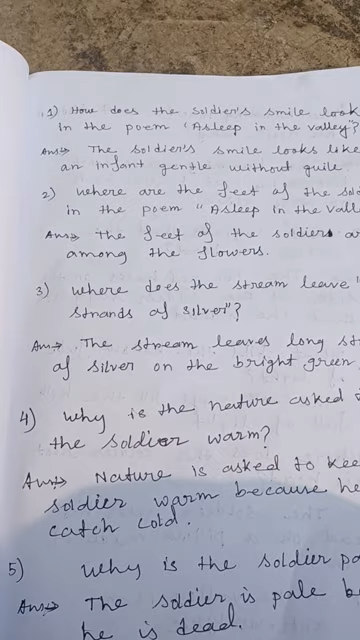 1) How does the soldier's smile look
in the poem "Asleep in the valley"?
Ans→ The soldier's smile looks like
an infant gentle without guile.
2) where are the feet of the sol
in the poem "Asleep in the vall
Ans→ The feet of the soldiers ar
among the flowers.
3) where does the stream leave "
strands of silver"?
Ans→ The stream leaves long st
of silver on the bright green
4) why is the nature asked t
the soldier warm?
Ans→ Nature is asked to kee
soldier warm because he
catch cold.
5) why is the soldier pa
Ans→ The soldier is pale b
he is dead.